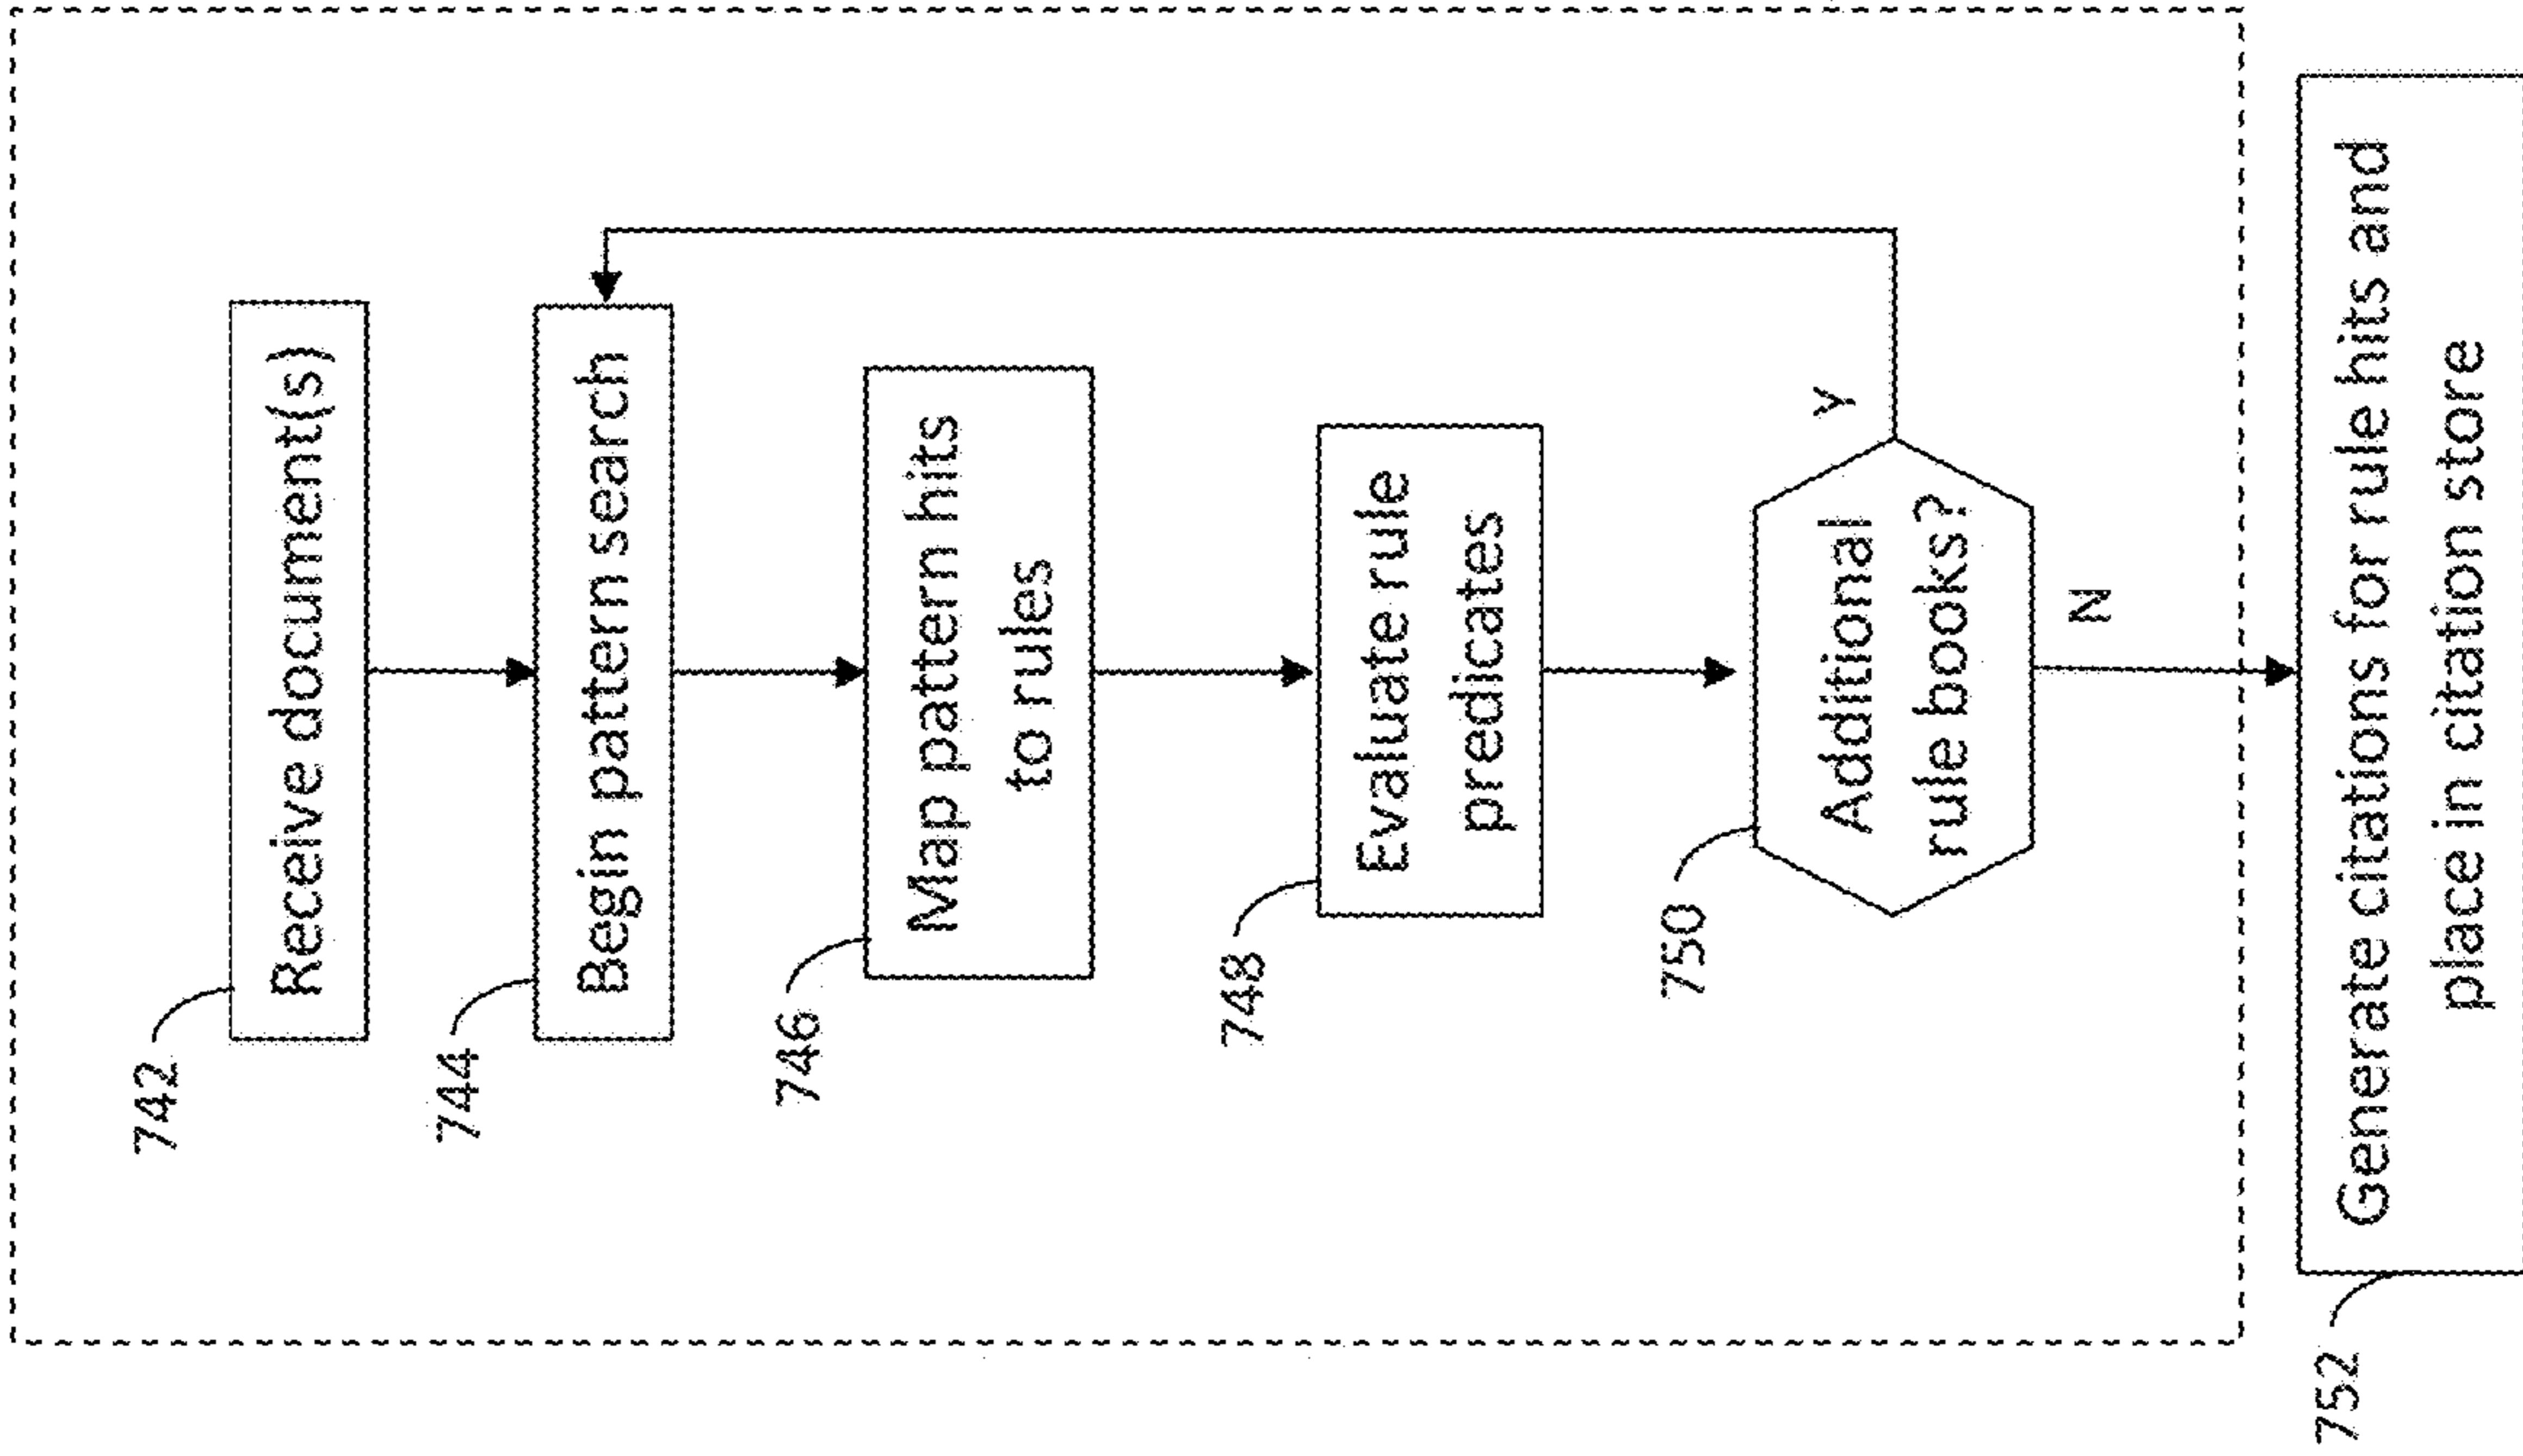 742
Receive document(s)
744
Begin pattern search
746
Map pattern hits
to rules
748
Evaluate rule
predicates
750
Additional
rule books?
Y
N
752
Generate citations for rule hits and
place in citation store